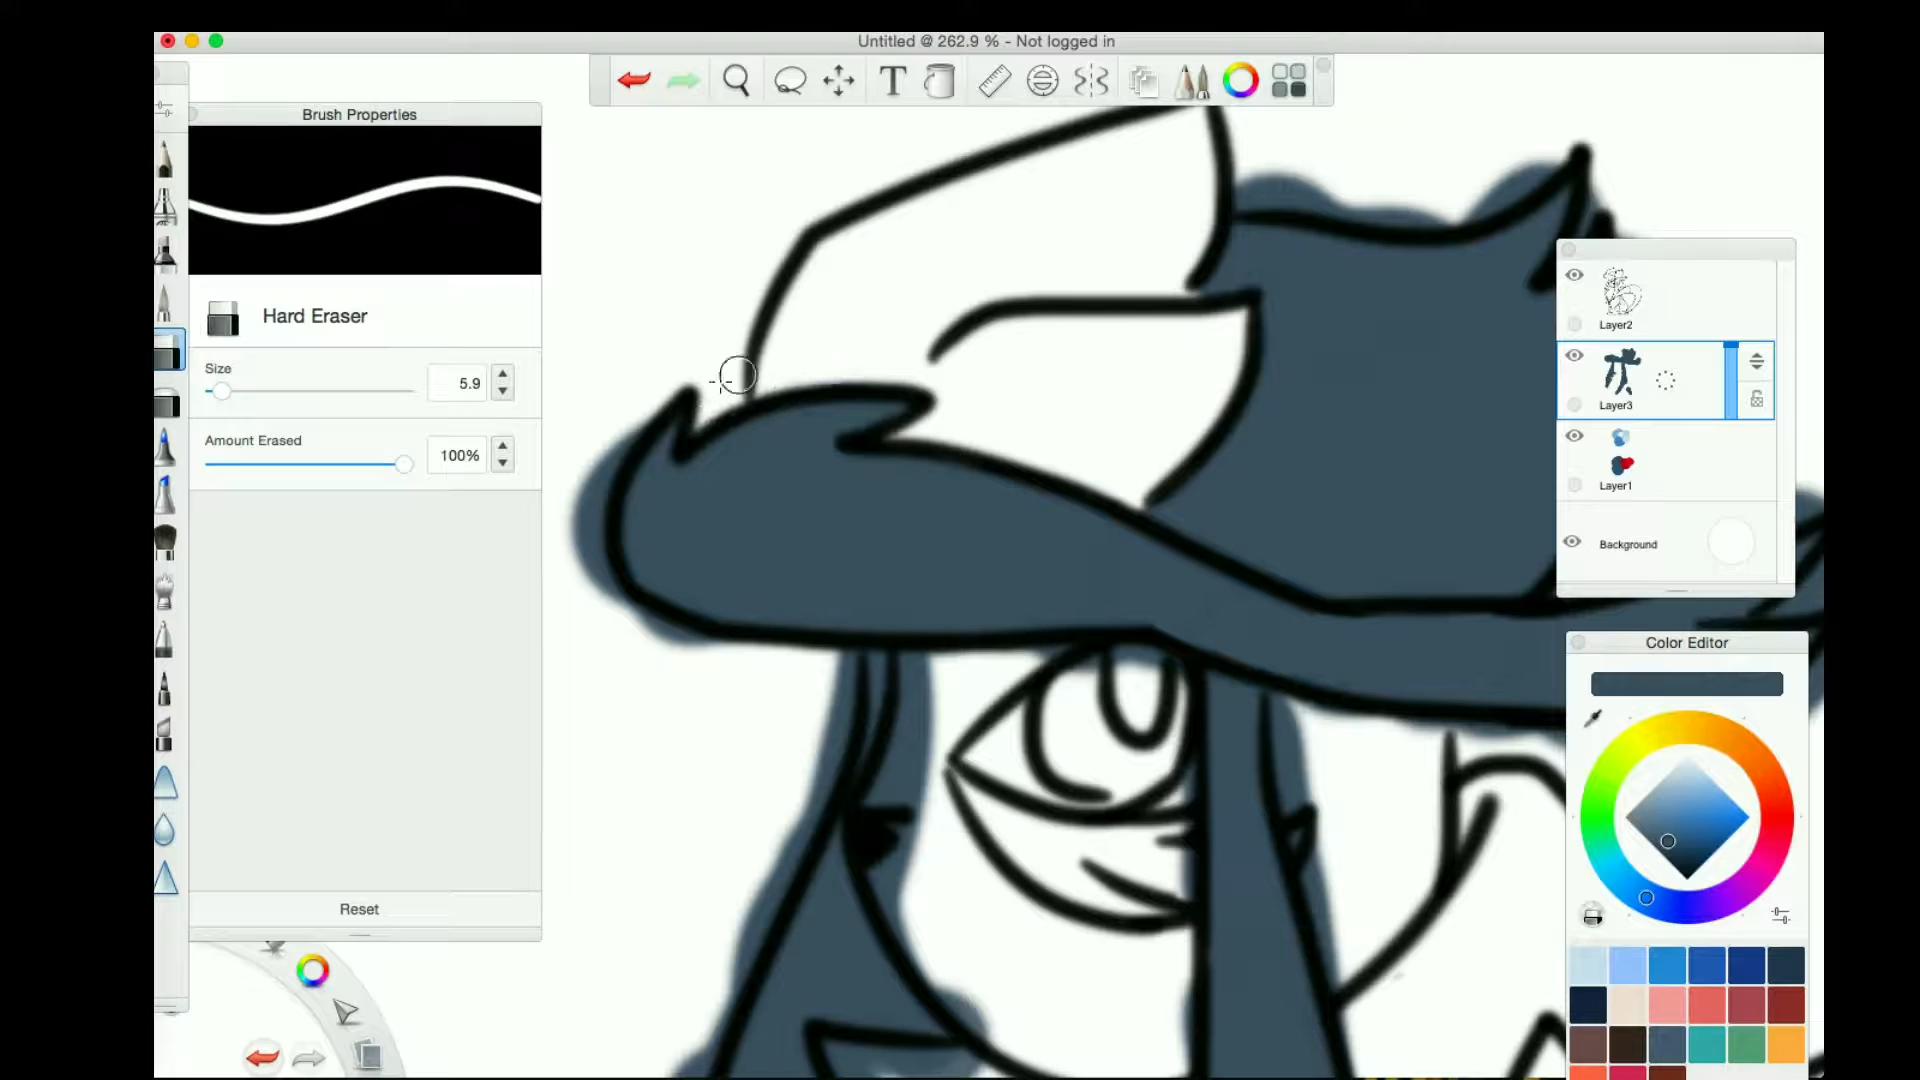 Untitled @ 262.9 % - Not logged in
T
Brush Properties
Hard Eraser
Size
5.9
Amount Erased
100%
Reset
Layer2
Layer3
Layer1
Background
Color Editor